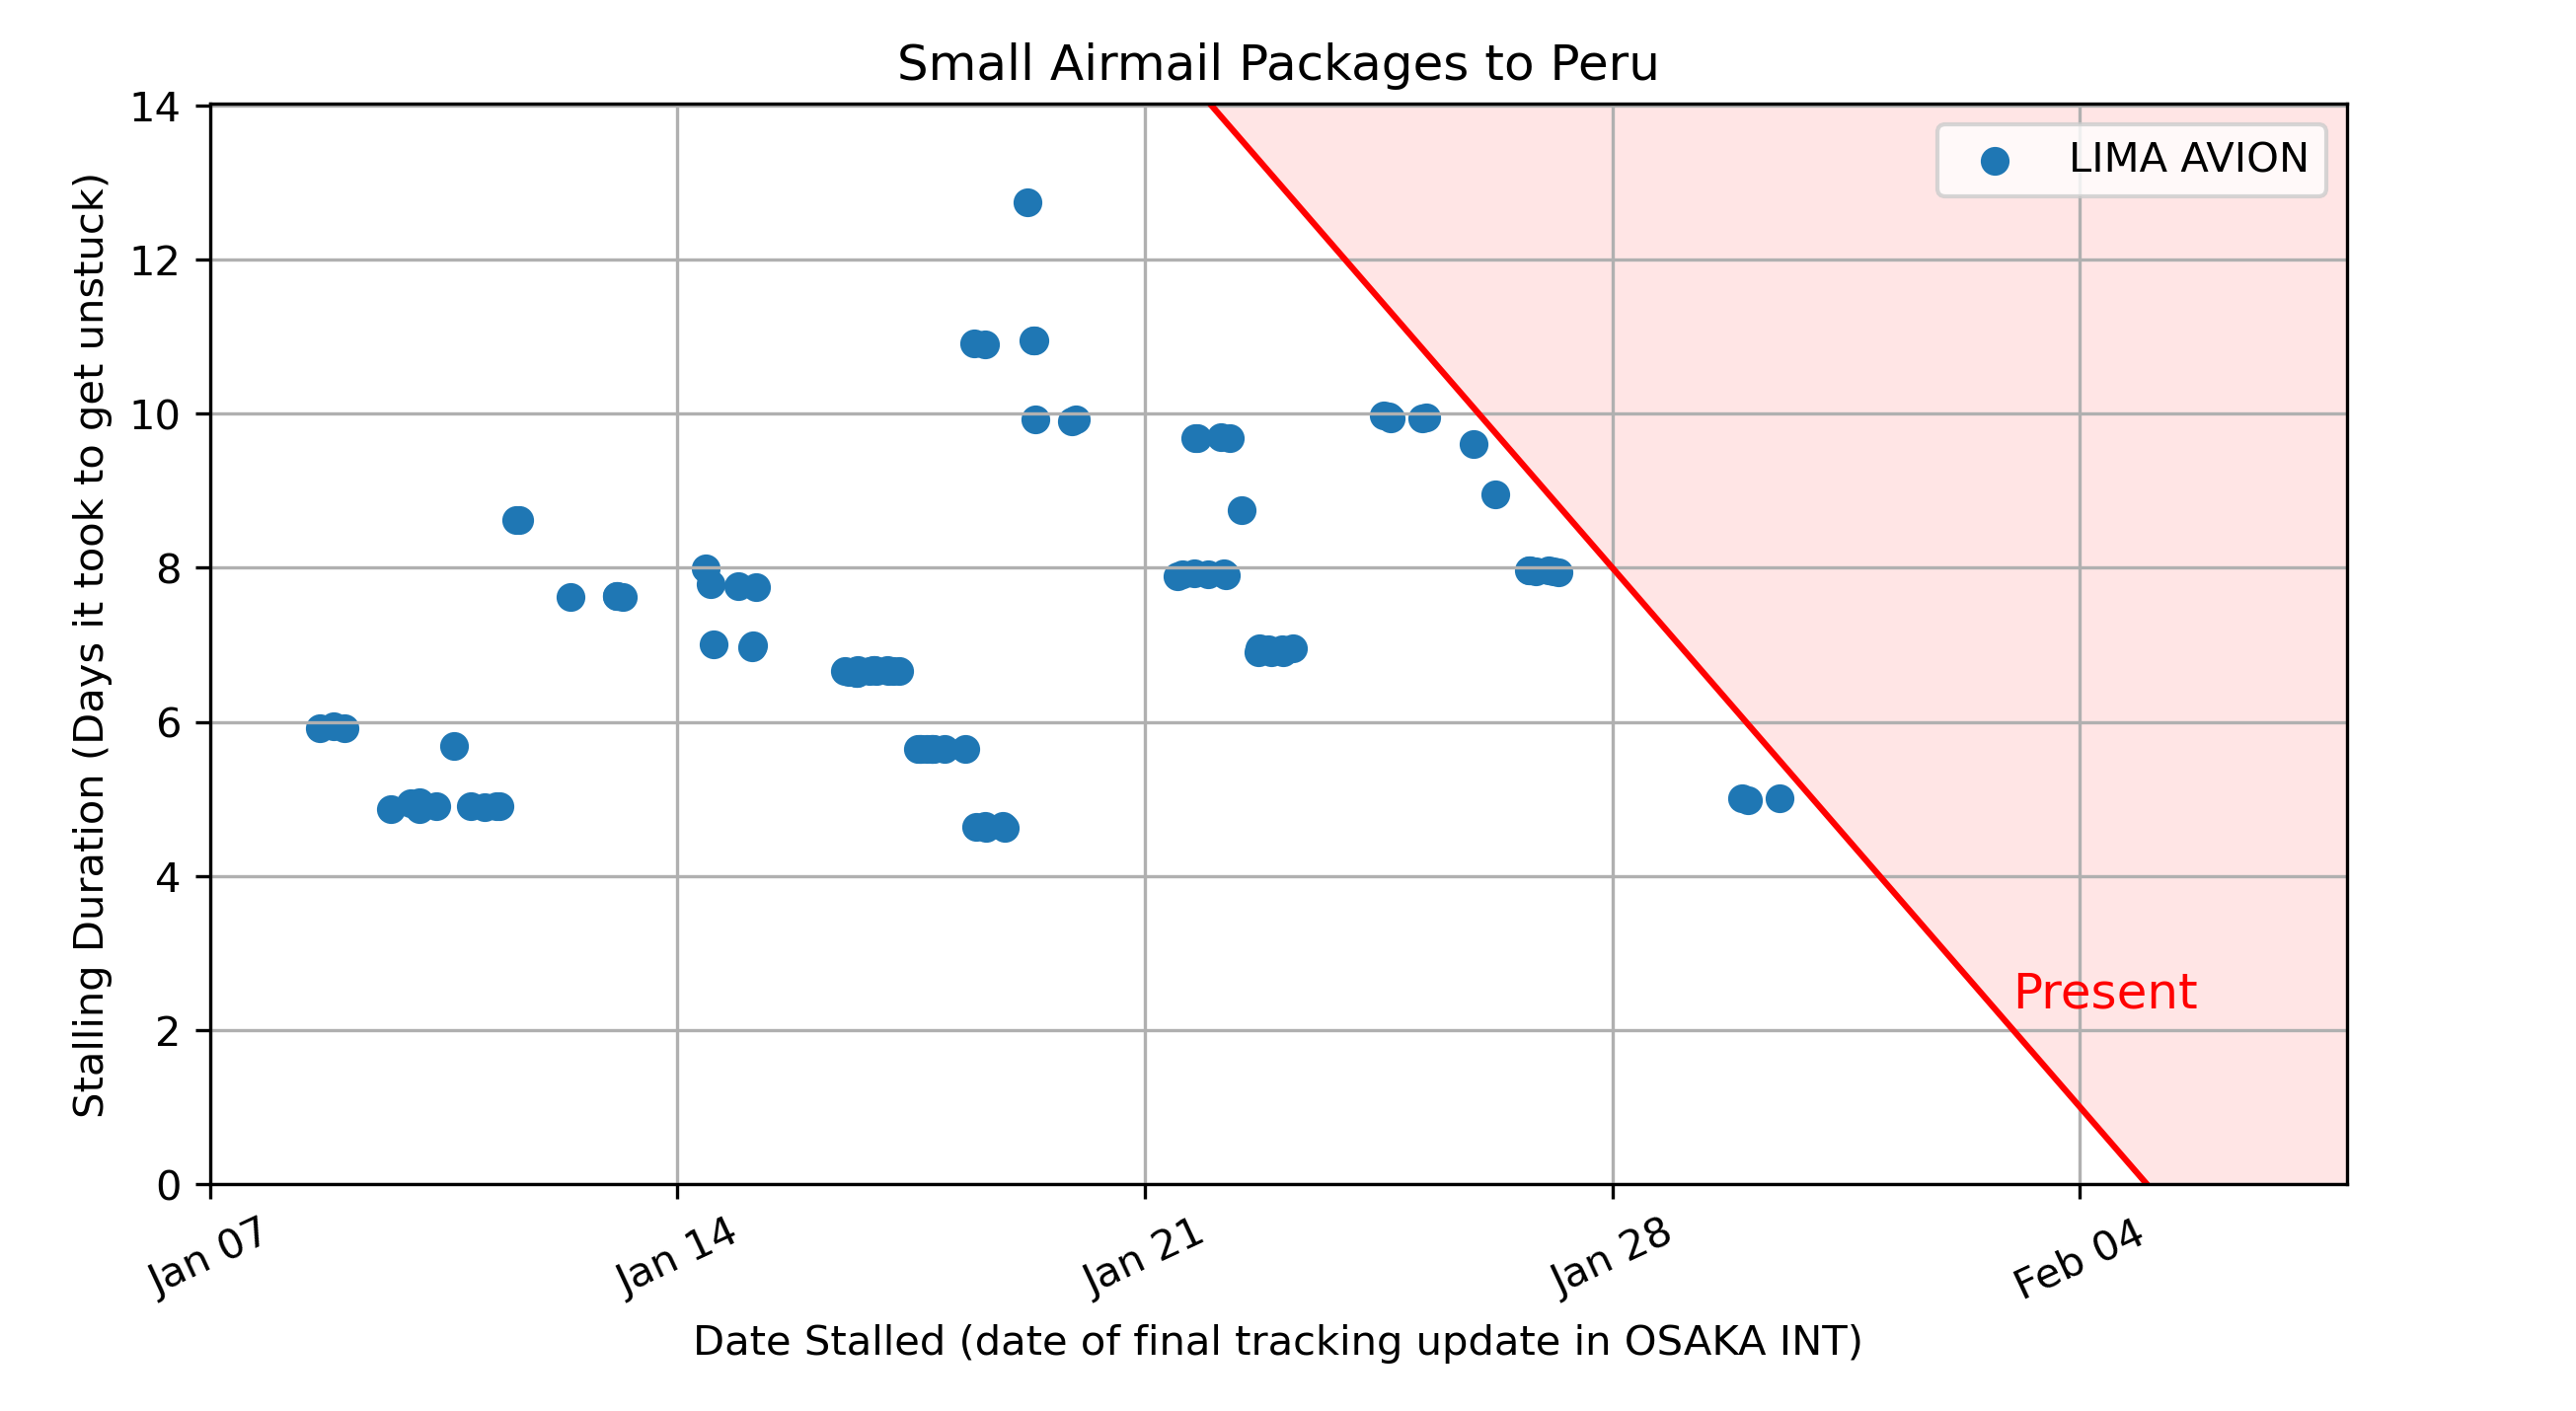 Small Airmail Packages to Peru
Stalling Duration (Days it took to get unstuck)
14
12
10
8
6
4
2
0
LIMA AVION
Present
Jan 07
Jan 14
Jan 21
Jan 28
Feb 04
Date Stalled (date of final tracking update in OSAKA INT)